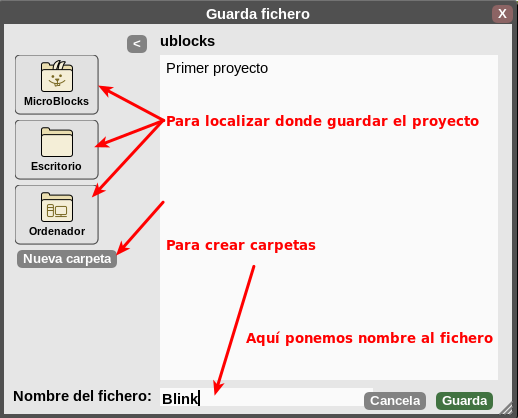 Guarda fichero
X
<
ublocks
Primer proyecto
MicroBlocks
Para localizar donde guardar el proyecto
Escritorio
Ordenador
Para crear carpetas
Nueva carpeta
Aquí ponemos nombre al fichero
Nombre del fichero:
Blink
Cancela
Guarda